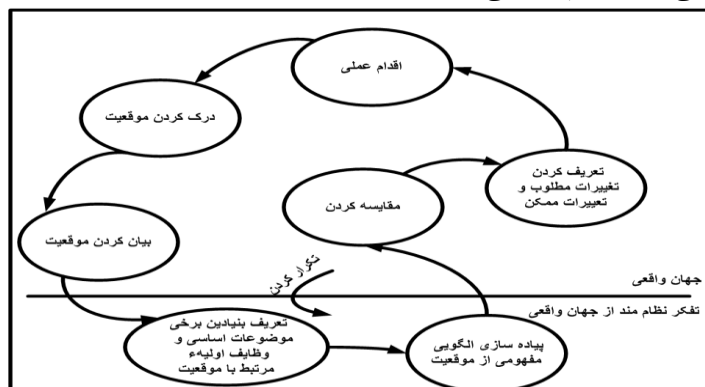 اقدام عملی
درک کردن موقعیت
تعریف کردن
تغییرات مطلوب و
تعییرات ممکن
مقایسه کردن
بیان کردن موقعیت
تکرار کردن
جهان واقعی
تفکر نظام مند از جهان واقعی
تعریف بنیادین برخی
موضوعات اساسی و
وظایف اولیهء
مرتبط با موقعیت
پیاده سازی الگویی
مفهومی از موقعیت